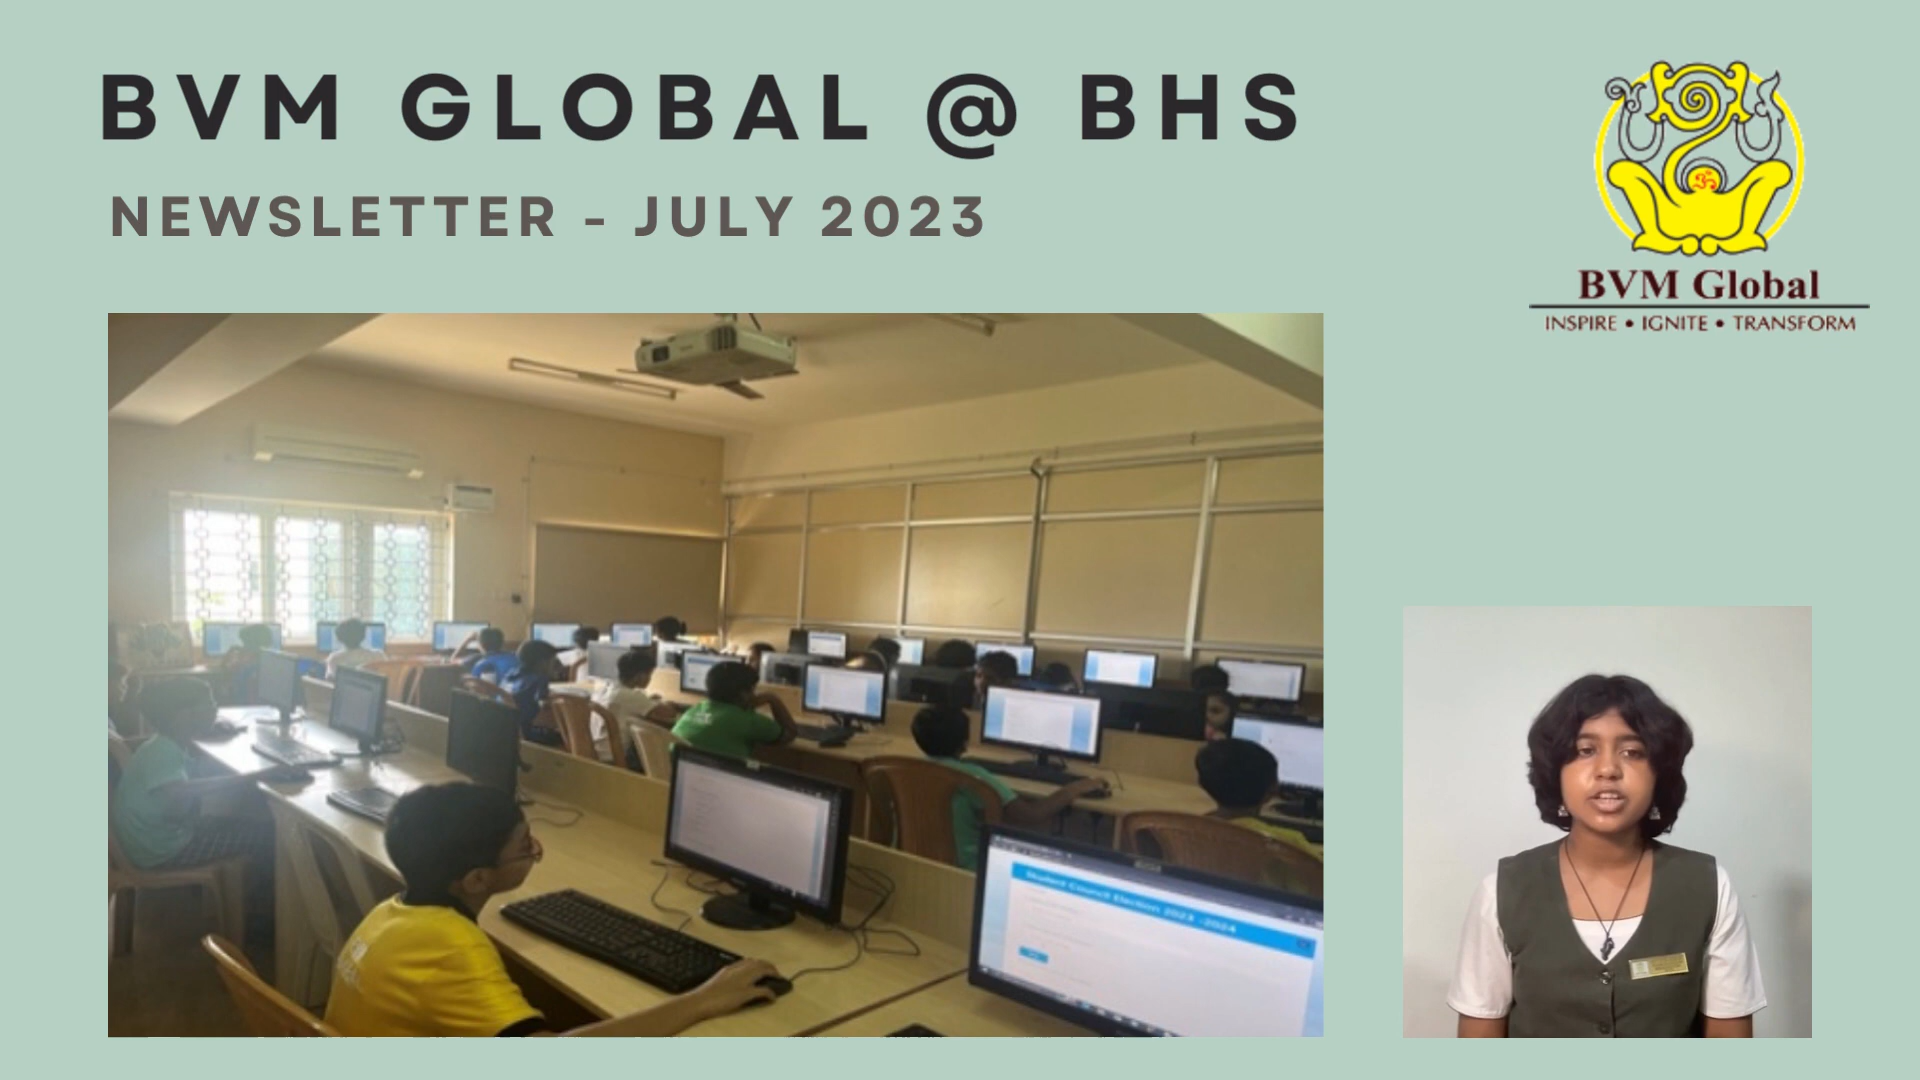 BVM GLOBAL @ BHS
NEWSLETTER - JULY 2023
ॐ
BVM Global
INSPIRE • IGNITE • TRANSFORM
Student Council Election 2023 -2024